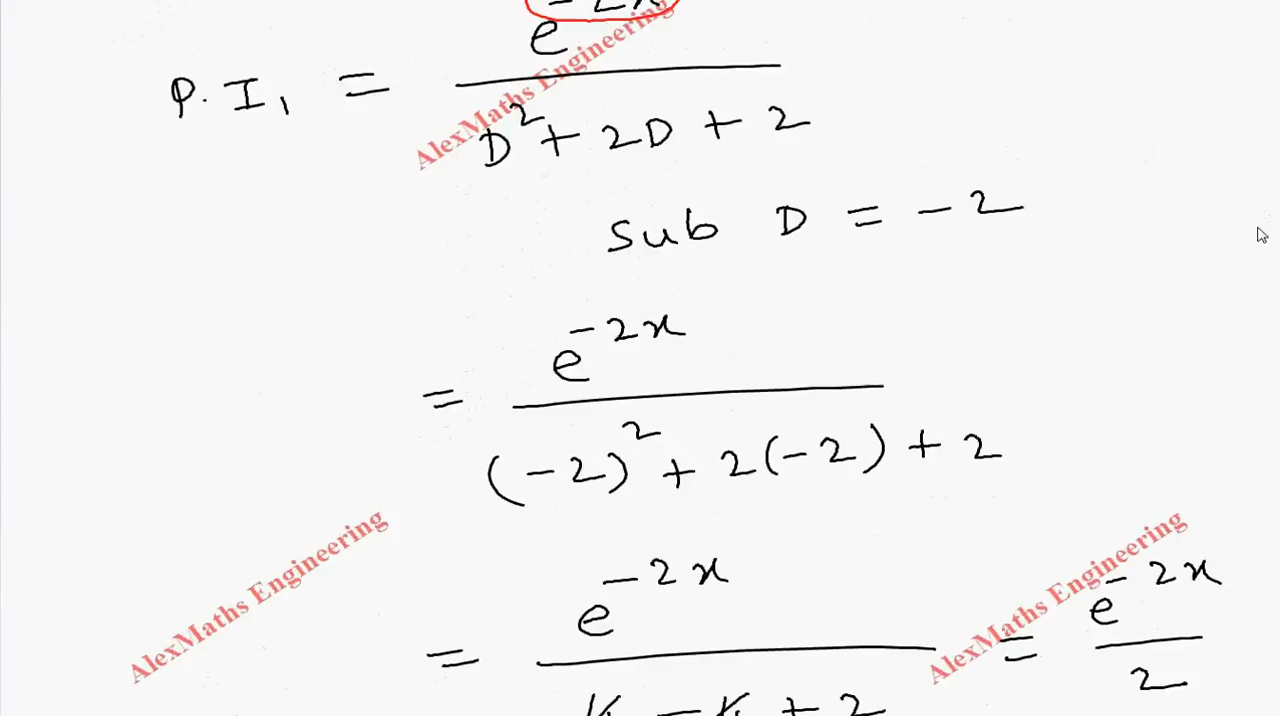 P.I₁ = e^-2x / D² + 2D + 2
Sub D = -2
= e^-2x / (-2)² + 2(-2) + 2
= e^-2x / 4 - 4 + 2 = e^-2x / 2
AlexMaths Engineering
AlexMaths Engineering
AlexMaths Engineering